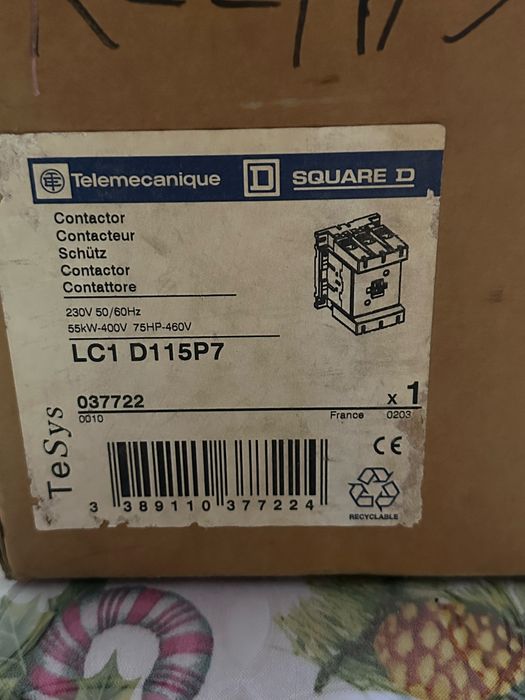 Telemecanique SQUARE D
Contactor
Contacteur
Schütz
Contactor
Contattore
230V 50/60Hz
55kW-400V 75HP-460V
LC1 D115P7
037722 x 1
0010 France 0203
TeSys
CE
3 389110 377224
RECYCLABLE